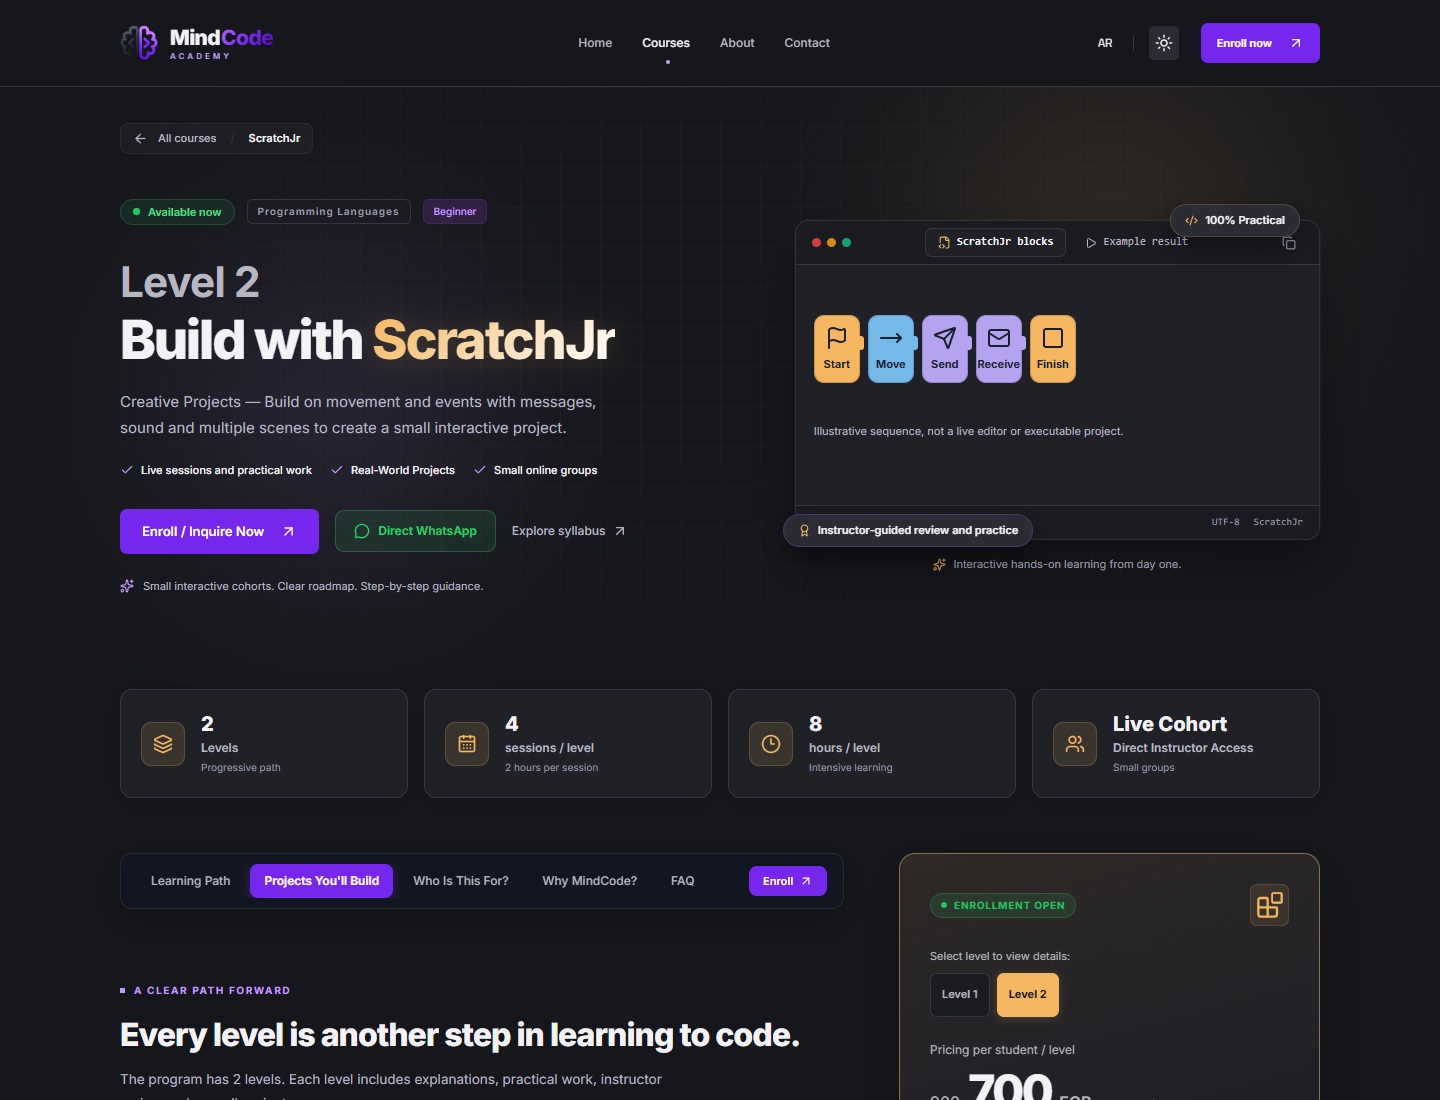 MindCode
ACADEMY
Home
Courses
About
Contact
AR
Enroll now
All courses / ScratchJr
Available now
Programming Languages
Beginner
Level 2
Build with ScratchJr
Creative Projects — Build on movement and events with messages,
sound and multiple scenes to create a small interactive project.
Live sessions and practical work
Real-World Projects
Small online groups
Enroll / Inquire Now
Direct WhatsApp
Explore syllabus
Small interactive cohorts. Clear roadmap. Step-by-step guidance.
100% Practical
ScratchJr blocks
Example result
Start
Move
Send
Receive
Finish
Illustrative sequence, not a live editor or executable project.
UTF-8
ScratchJr
Instructor-guided review and practice
Interactive hands-on learning from day one.
2
Levels
Progressive path
4
sessions / level
2 hours per session
8
hours / level
Intensive learning
Live Cohort
Direct Instructor Access
Small groups
Learning Path
Projects You'll Build
Who Is This For?
Why MindCode?
FAQ
Enroll
A CLEAR PATH FORWARD
Every level is another step in learning to code.
The program has 2 levels. Each level includes explanations, practical work, instructor
ENROLLMENT OPEN
Select level to view details:
Level 1
Level 2
Pricing per student / level
700 EGP